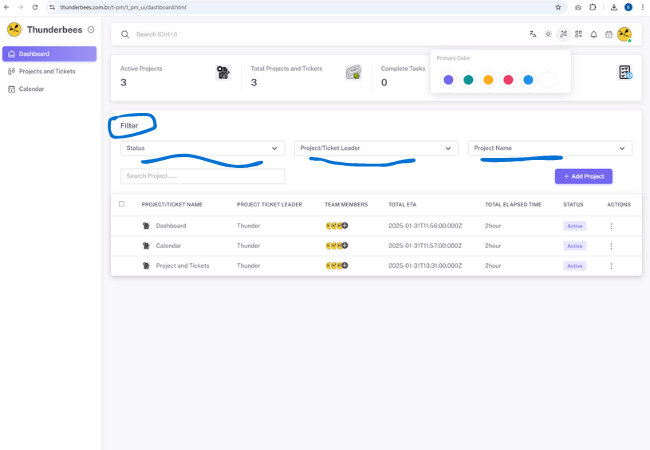 thunderbees.com.br/t-pm/t_pm_ui/dashboard.html
Thunderbees
Search (Ctrl+/)
Dashboard
Projects and Tickets
Calendar
Active Projects
3
Total Projects and Tickets
3
Complete Tasks
0
Primary Color
Filter
Status
Project/Ticket Leader
Project Name
Search Project ......
+ Add Project
PROJECT/TICKET NAME PROJECT TICKET LEADER TEAM MEMBERS TOTAL ETA TOTAL ELAPSED TIME STATUS ACTIONS
Dashboard Thunder 2025-01-31T11:56:00.000Z 2hour Active
Calendar Thunder 2025-01-31T11:57:00.000Z 2hour Active
Project and Tickets Thunder 2025-01-31T13:31:00.000Z 2hour Active